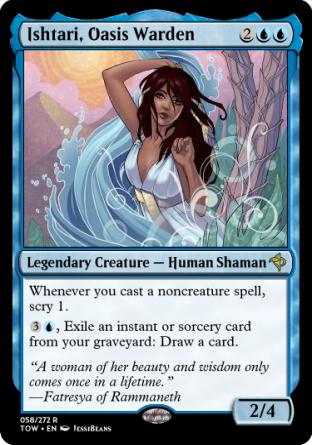 Ishtari, Oasis Warden 2
Legendary Creature — Human Shaman
Whenever you cast a noncreature spell,
scry 1.
3, Exile an instant or sorcery card
from your graveyard: Draw a card.
“A woman of her beauty and wisdom only
comes once in a lifetime.”
—Fatresya of Rammaneth
2/4
058/272 R
TOW • EN JessiBeans